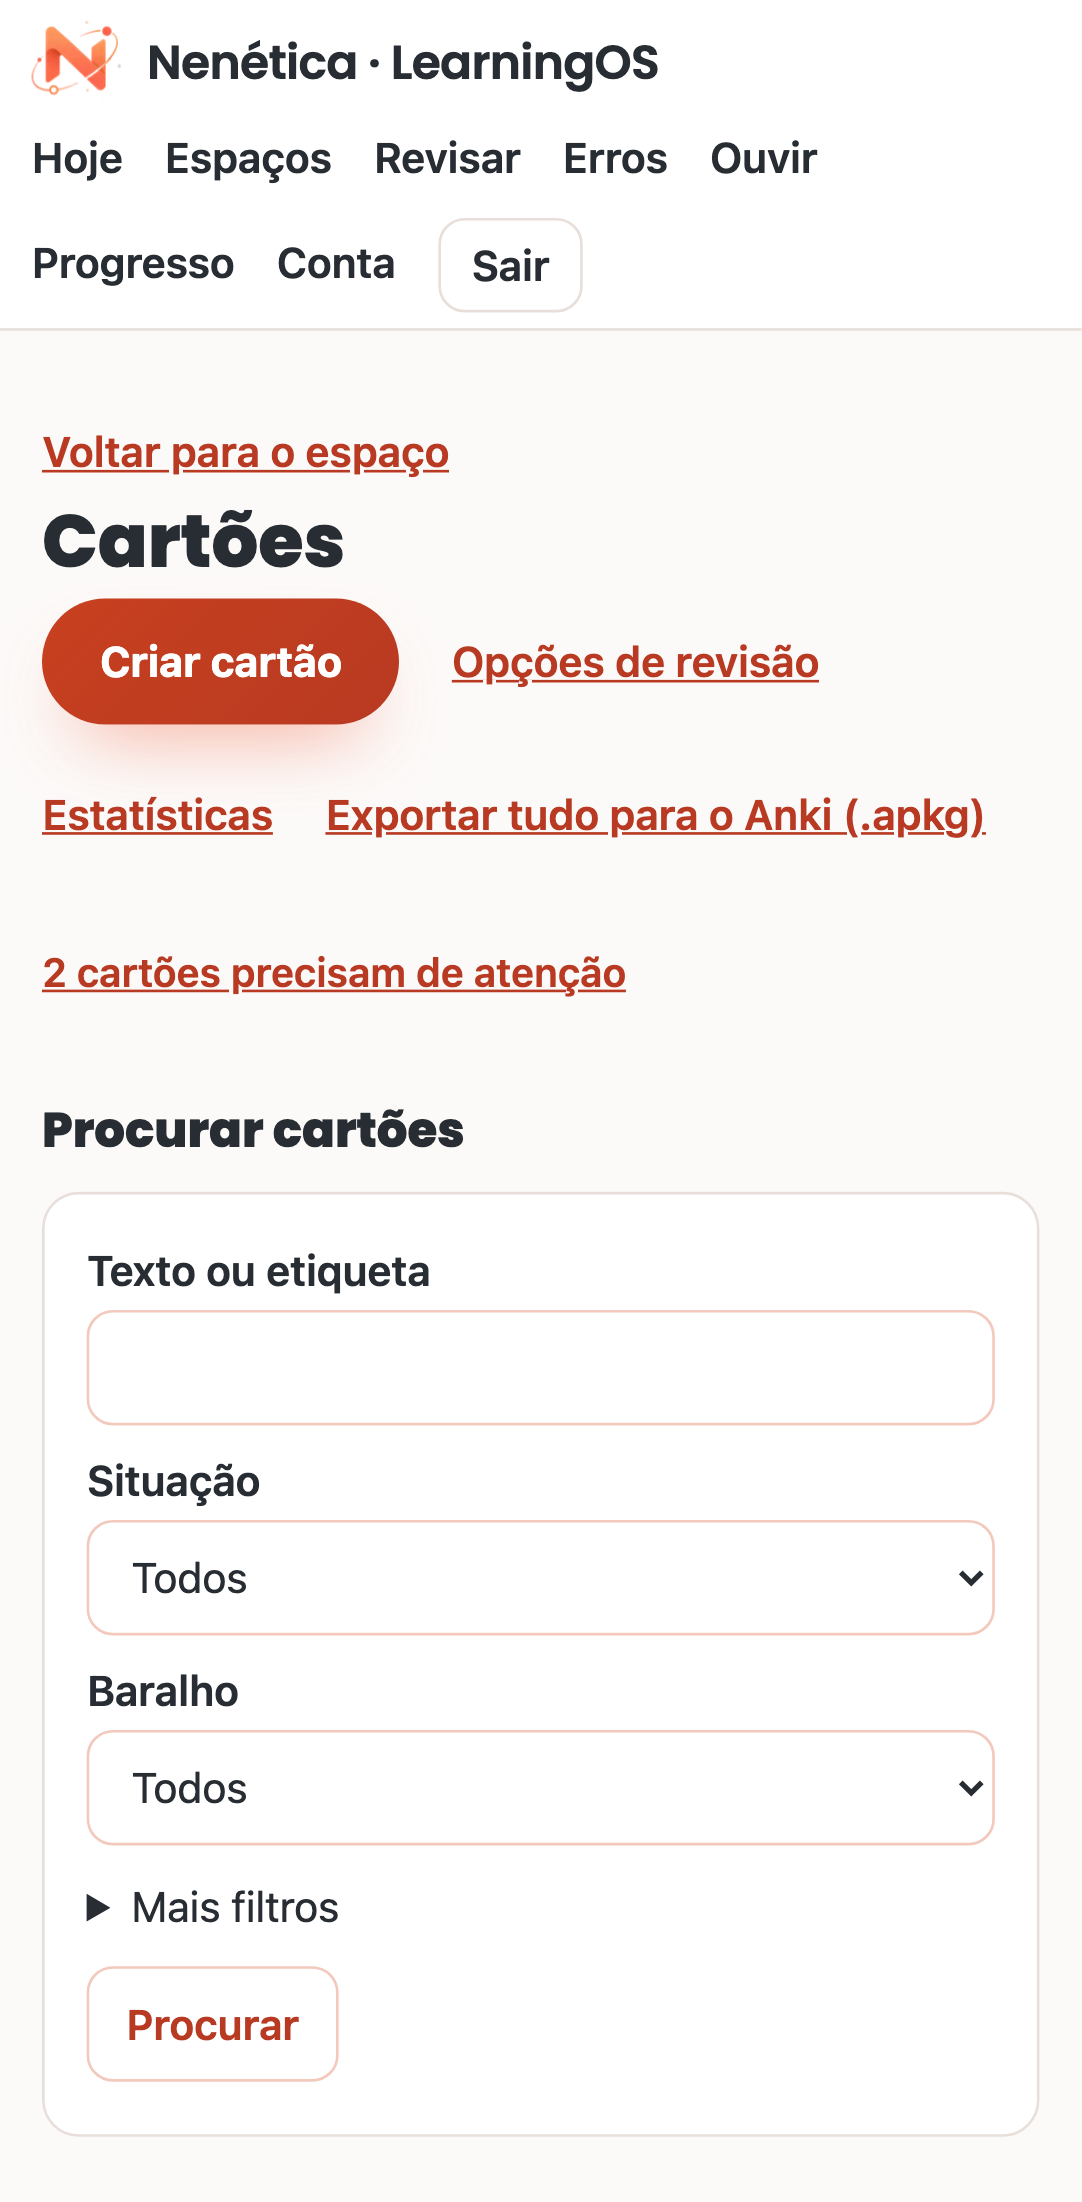 Nenética · LearningOS
Hoje Espaços Revisar Erros Ouvir
Progresso Conta Sair
Voltar para o espaço
Cartões
Criar cartão Opções de revisão
Estatísticas Exportar tudo para o Anki (.apkg)
2 cartões precisam de atenção
Procurar cartões
Texto ou etiqueta
Situação
Todos
Baralho
Todos
Mais filtros
Procurar